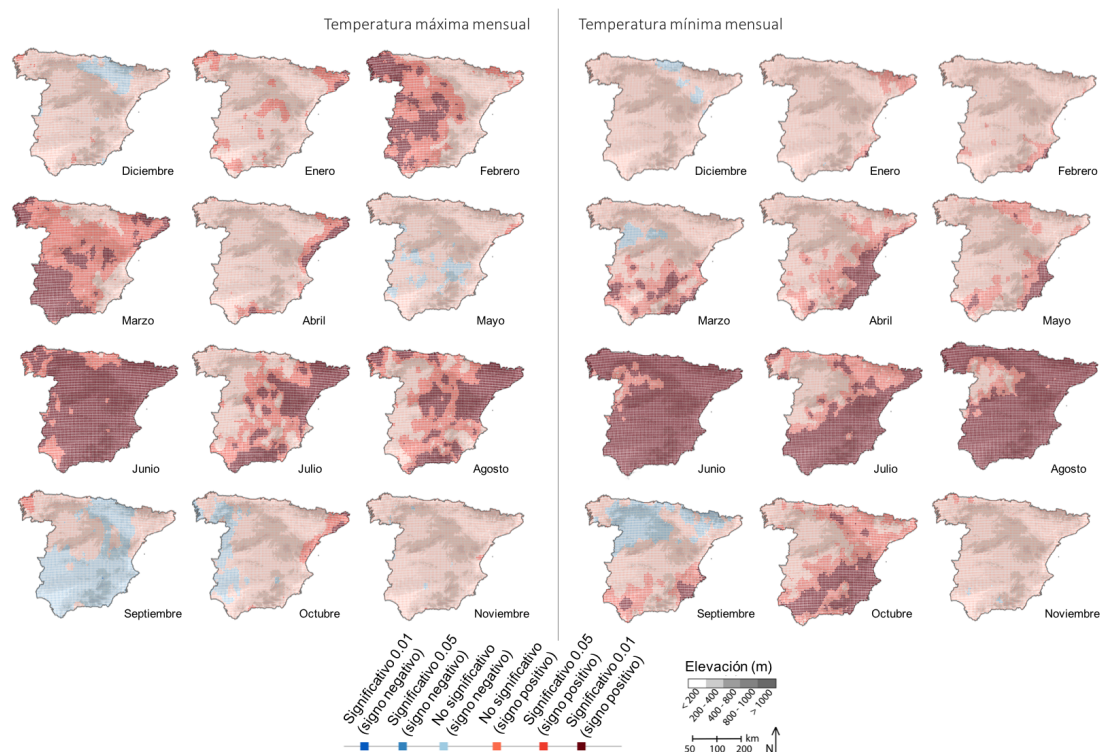 Temperatura máxima mensual
Temperatura mínima mensual
Diciembre
Enero
Febrero
Diciembre
Enero
Febrero
Marzo
Abril
Mayo
Marzo
Abril
Mayo
Junio
Julio
Agosto
Junio
Julio
Agosto
Septiembre
Octubre
Noviembre
Septiembre
Octubre
Noviembre
Significativo 0.01
(signo negativo)
Significativo 0.05
(signo negativo)
No significativo
(signo negativo)
No significativo
(signo positivo)
Significativo 0.05
(signo positivo)
Significativo 0.01
(signo positivo)
Elevación (m)
< 200
200 - 400
400 - 800
800 - 1000
> 1000
km
50 100 200 N